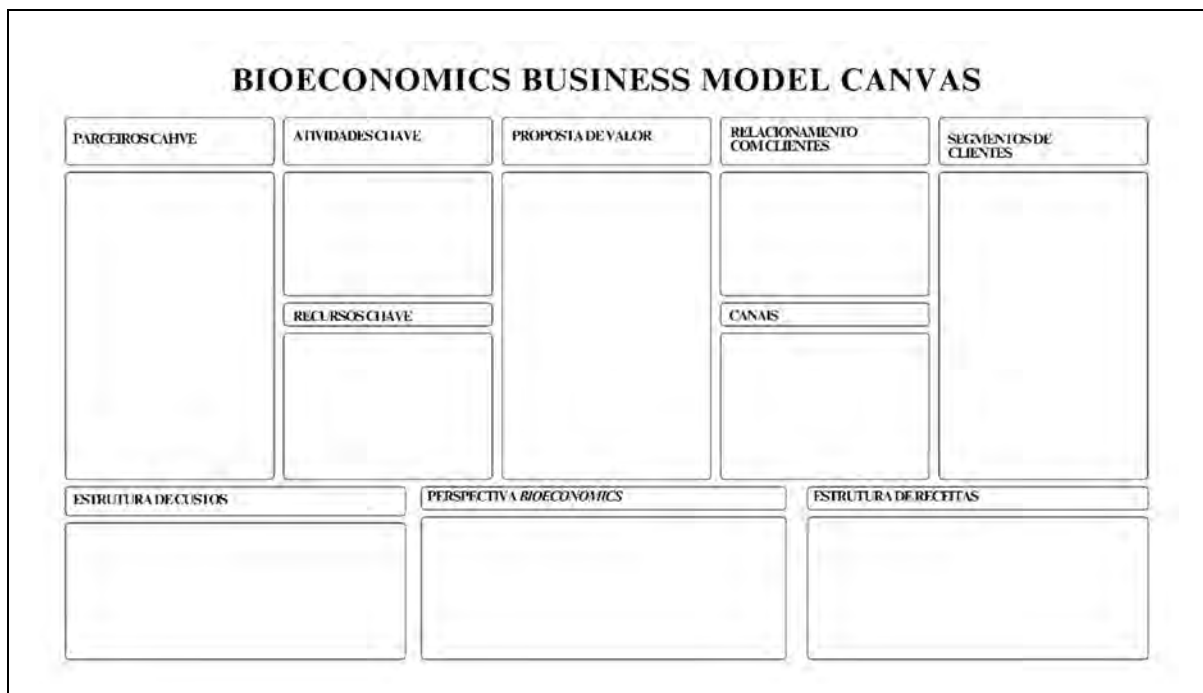 BIOECONOMICS BUSINESS MODEL CANVAS
PARCEIROS CAHVE
ATIVIDADES CHAVE
PROPOSTA DE VALOR
RELACIONAMENTO
COM CLIENTES
SEGMENTOS DE
CLIENTES
RECURSOS CHAVE
CANAIS
ESTRUTURA DE CUSTOS
PERSPECTIVA BIOECONOMICS
ESTRUTURA DE RECEITAS